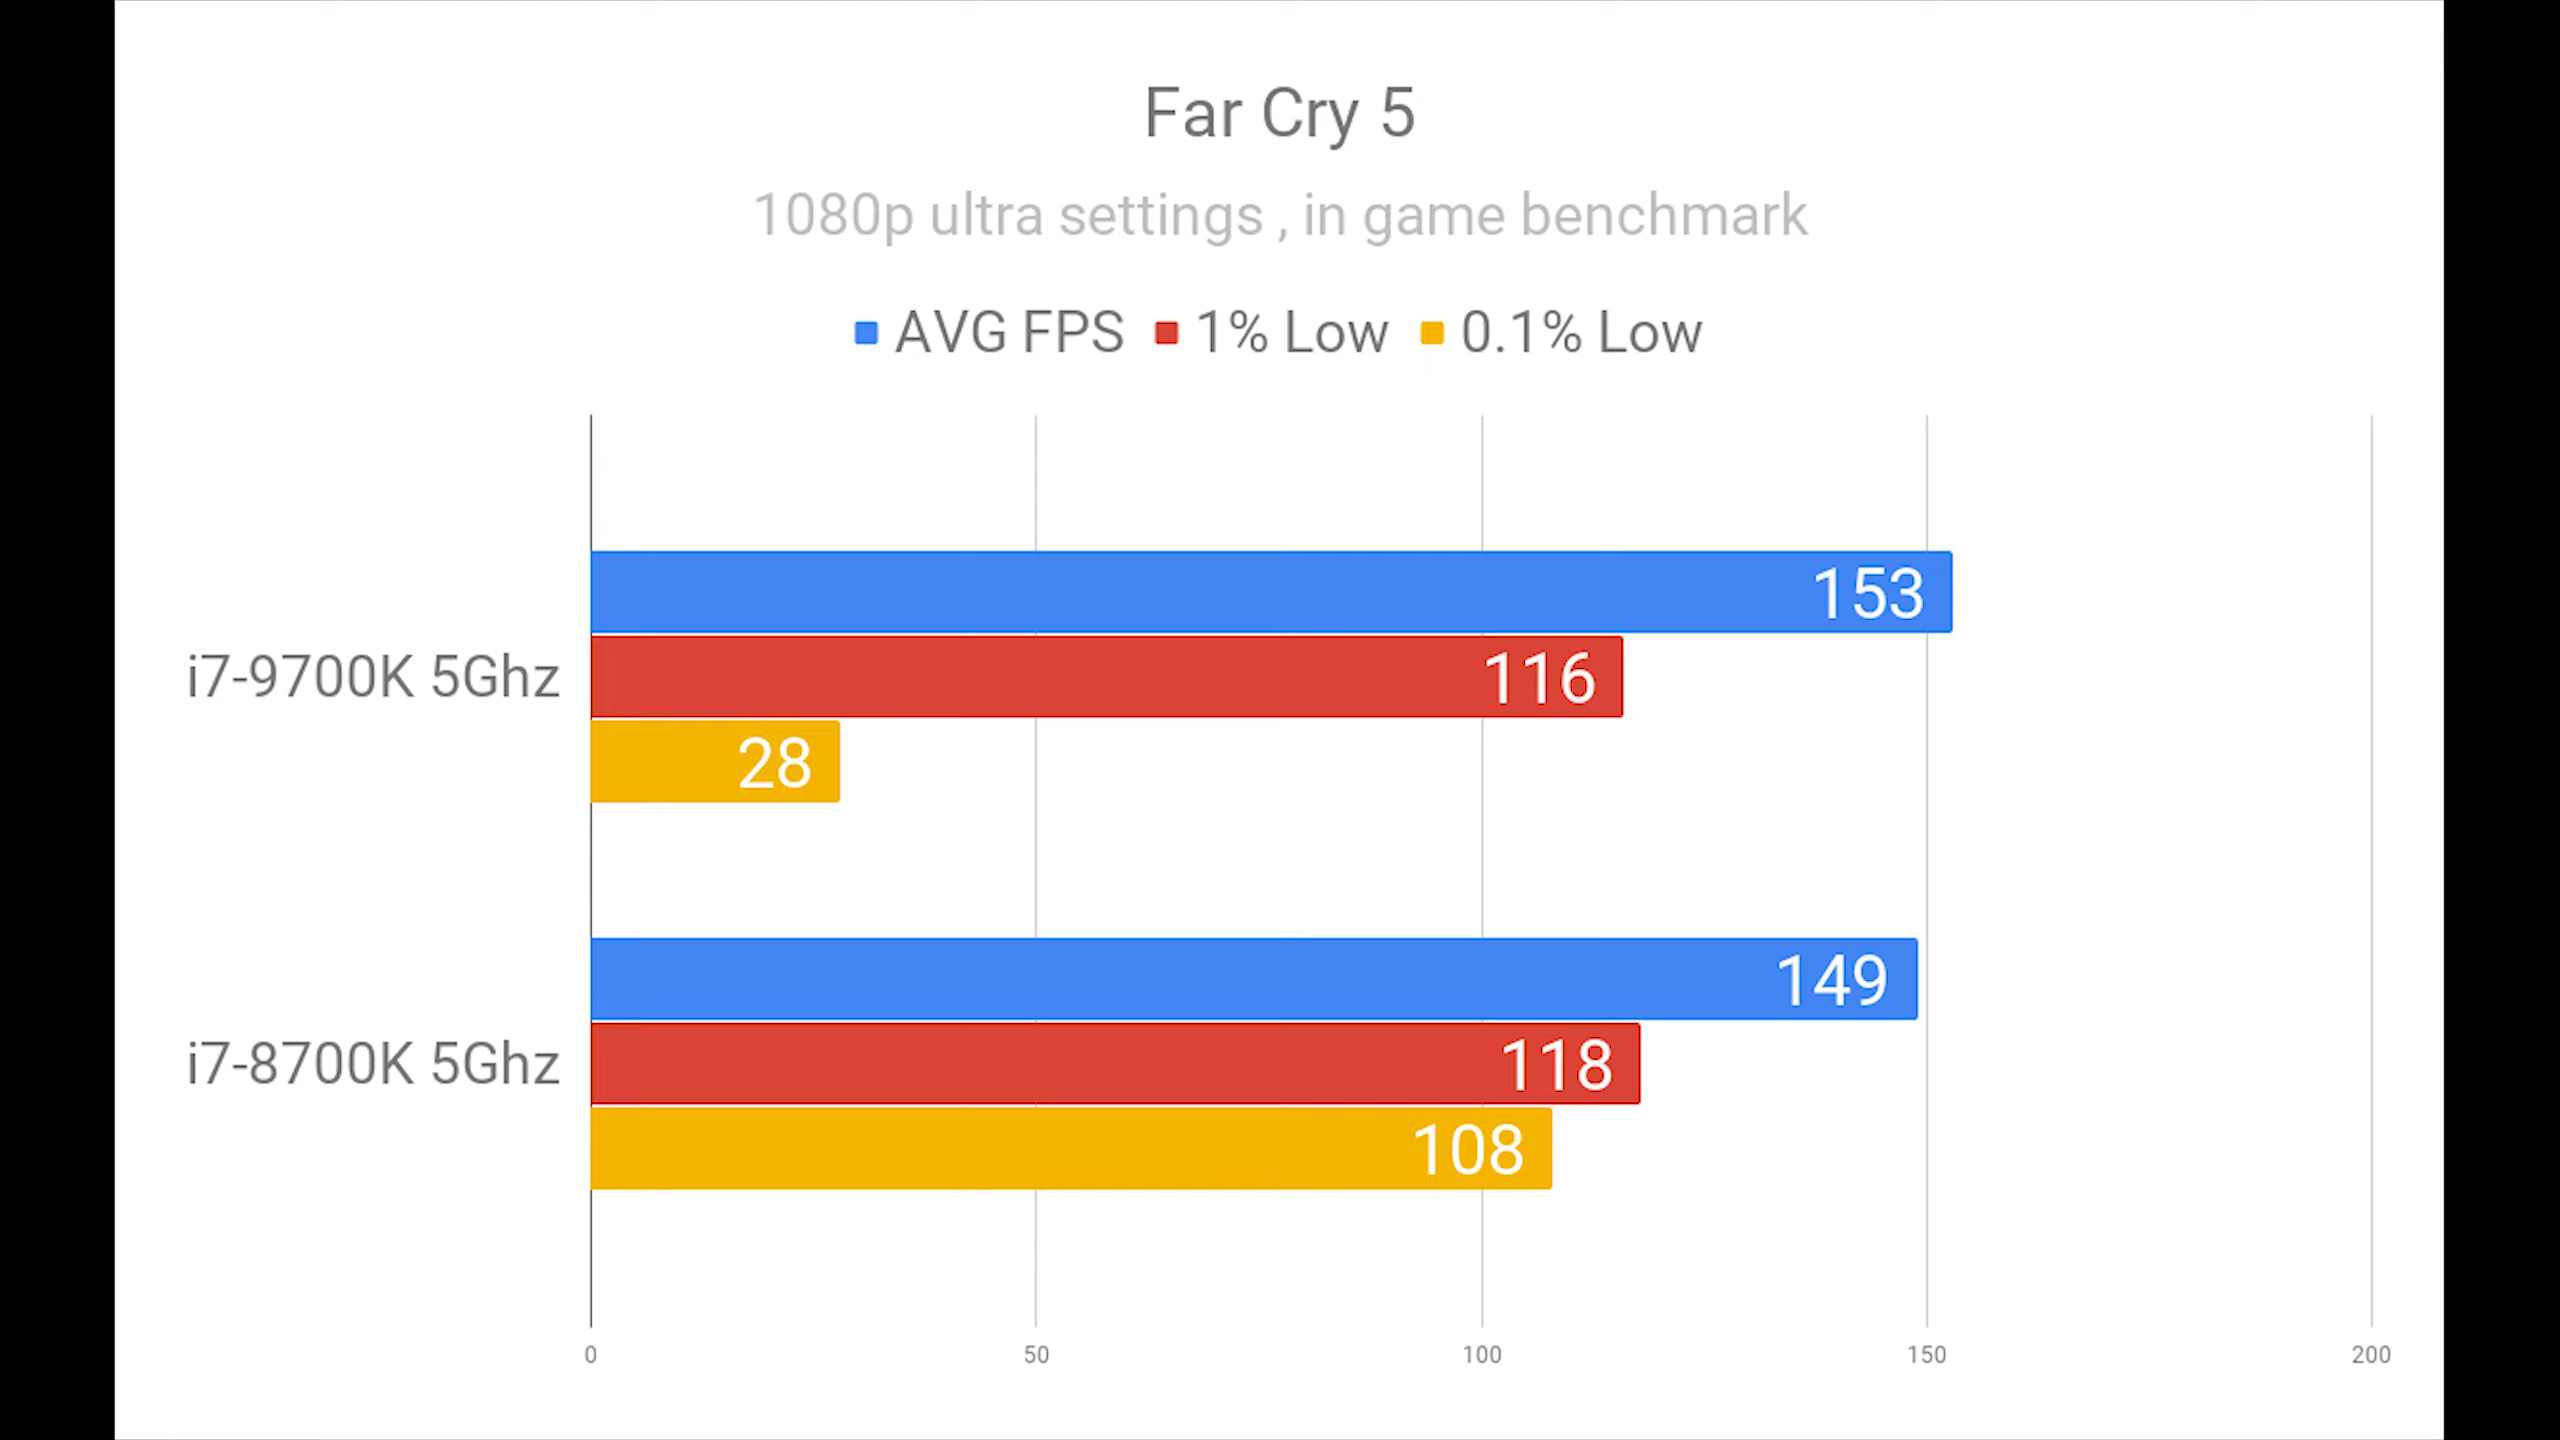 Far Cry 5
1080p ultra settings , in game benchmark
AVG FPS 1% Low 0.1% Low
153
i7-9700K 5Ghz 116
28
149
i7-8700K 5Ghz 118
108
0 50 100 150 200